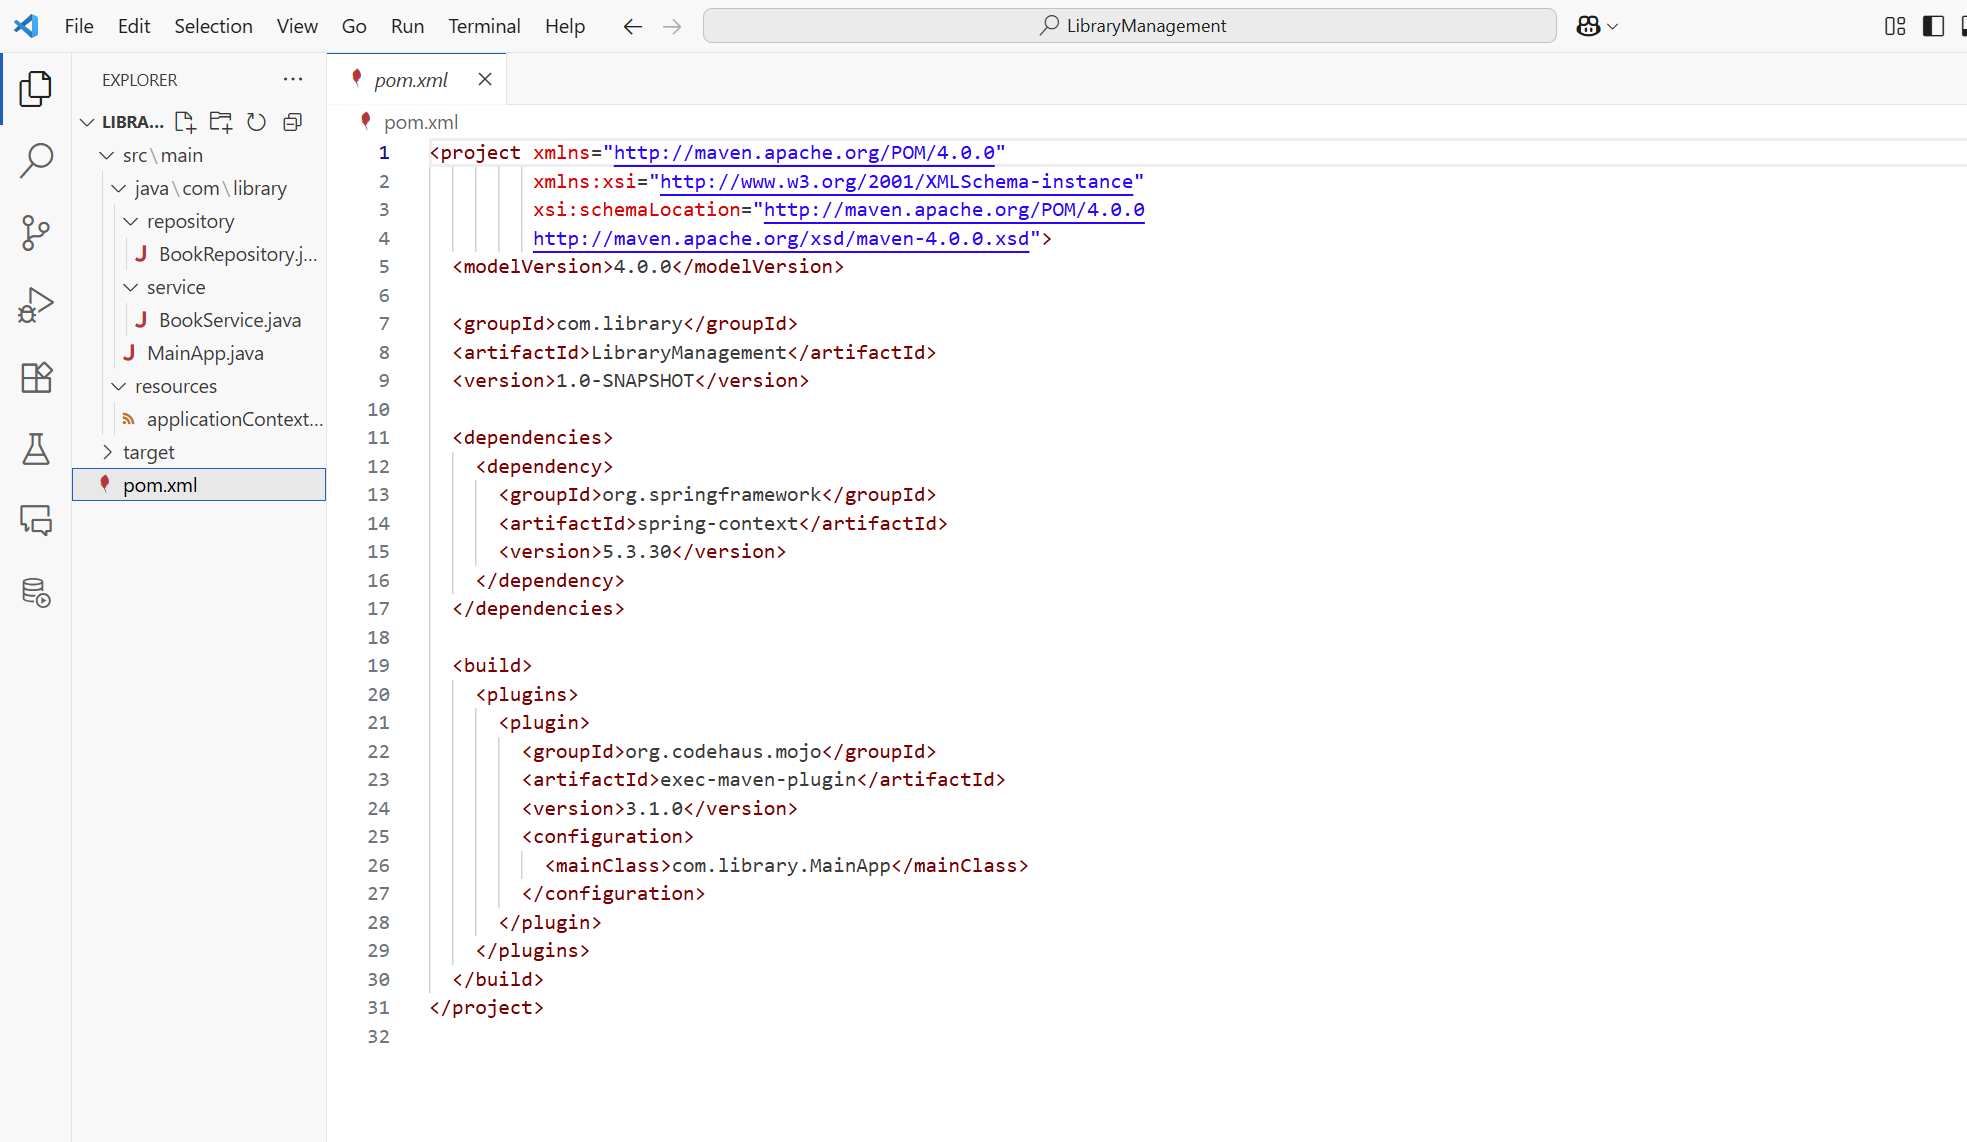 File Edit Selection View Go Run Terminal Help LibraryManagement
EXPLORER
LIBRA...
src\main
java\com\library
repository
BookRepository.j...
service
BookService.java
MainApp.java
resources
applicationContext...
target
pom.xml
pom.xml
pom.xml
1 <project xmlns="http://maven.apache.org/POM/4.0.0"
2 xmlns:xsi="http://www.w3.org/2001/XMLSchema-instance"
3 xsi:schemaLocation="http://maven.apache.org/POM/4.0.0
4 http://maven.apache.org/xsd/maven-4.0.0.xsd">
5 <modelVersion>4.0.0</modelVersion>
6
7 <groupId>com.library</groupId>
8 <artifactId>LibraryManagement</artifactId>
9 <version>1.0-SNAPSHOT</version>
10
11 <dependencies>
12 <dependency>
13 <groupId>org.springframework</groupId>
14 <artifactId>spring-context</artifactId>
15 <version>5.3.30</version>
16 </dependency>
17 </dependencies>
18
19 <build>
20 <plugins>
21 <plugin>
22 <groupId>org.codehaus.mojo</groupId>
23 <artifactId>exec-maven-plugin</artifactId>
24 <version>3.1.0</version>
25 <configuration>
26 <mainClass>com.library.MainApp</mainClass>
27 </configuration>
28 </plugin>
29 </plugins>
30 </build>
31 </project>
32